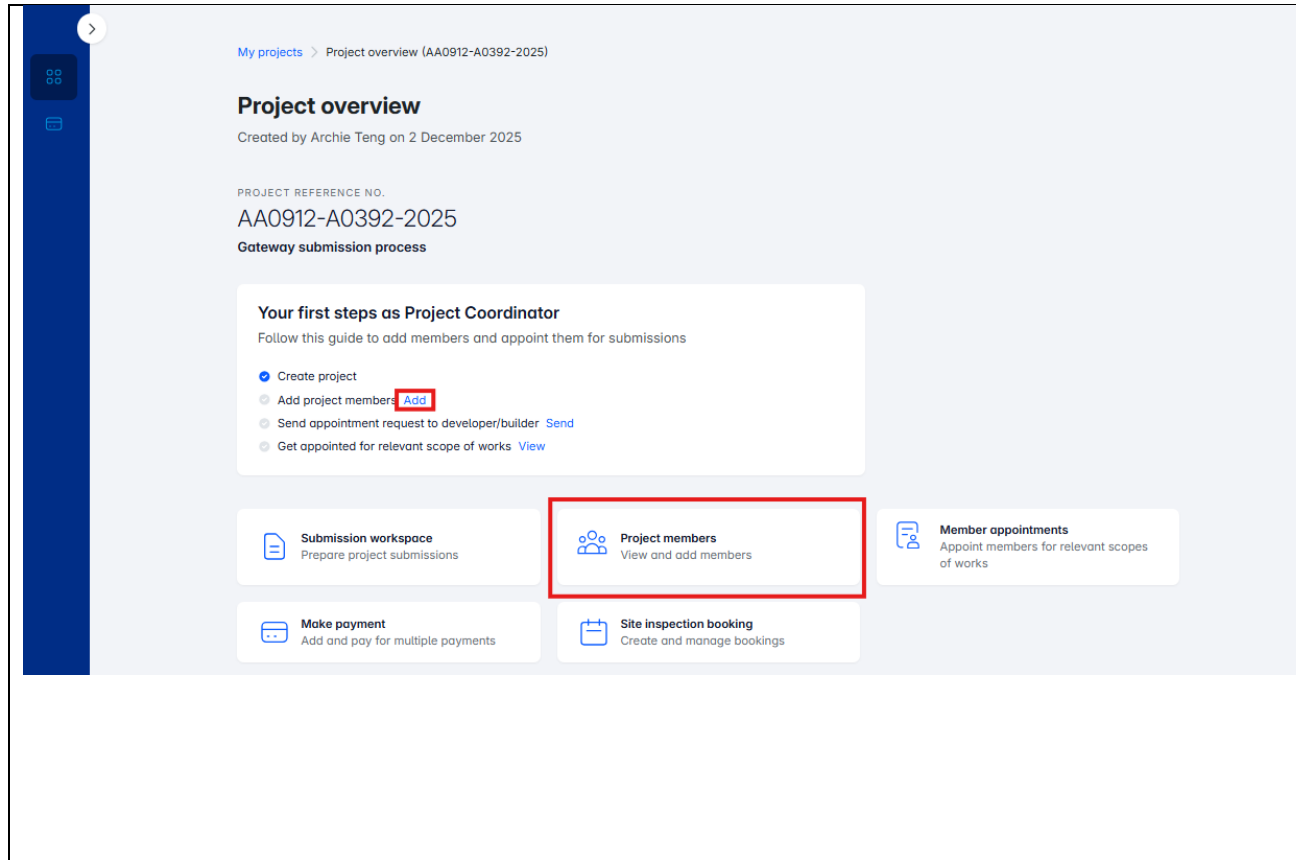 My projects > Project overview (AA0912-A0392-2025)
Project overview
Created by Archie Teng on 2 December 2025
PROJECT REFERENCE NO.
AA0912-A0392-2025
Gateway submission process
Your first steps as Project Coordinator
Follow this guide to add members and appoint them for submissions
Create project
Add project members Add
Send appointment request to developer/builder Send
Get appointed for relevant scope of works View
Submission workspace
Prepare project submissions
Project members
View and add members
Member appointments
Appoint members for relevant scopes
of works
Make payment
Add and pay for multiple payments
Site inspection booking
Create and manage bookings